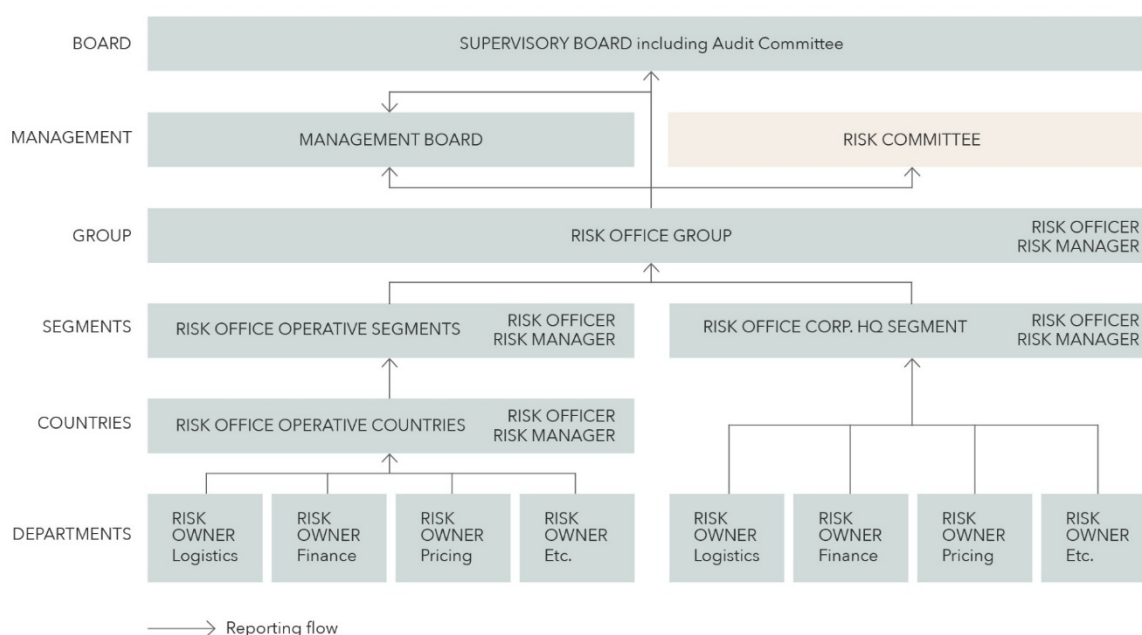 BOARD
SUPERVISORY BOARD including Audit Committee
MANAGEMENT
MANAGEMENT BOARD
RISK COMMITTEE
GROUP
RISK OFFICE GROUP
RISK OFFICER
RISK MANAGER
SEGMENTS
RISK OFFICE OPERATIVE SEGMENTS
RISK OFFICER
RISK MANAGER
RISK OFFICE CORP. HQ SEGMENT
RISK OFFICER
RISK MANAGER
COUNTRIES
RISK OFFICE OPERATIVE COUNTRIES
RISK OFFICER
RISK MANAGER
DEPARTMENTS
RISK
OWNER
Logistics
RISK
OWNER
Finance
RISK
OWNER
Pricing
RISK
OWNER
Etc.
RISK
OWNER
Logistics
RISK
OWNER
Finance
RISK
OWNER
Pricing
RISK
OWNER
Etc.
Reporting flow